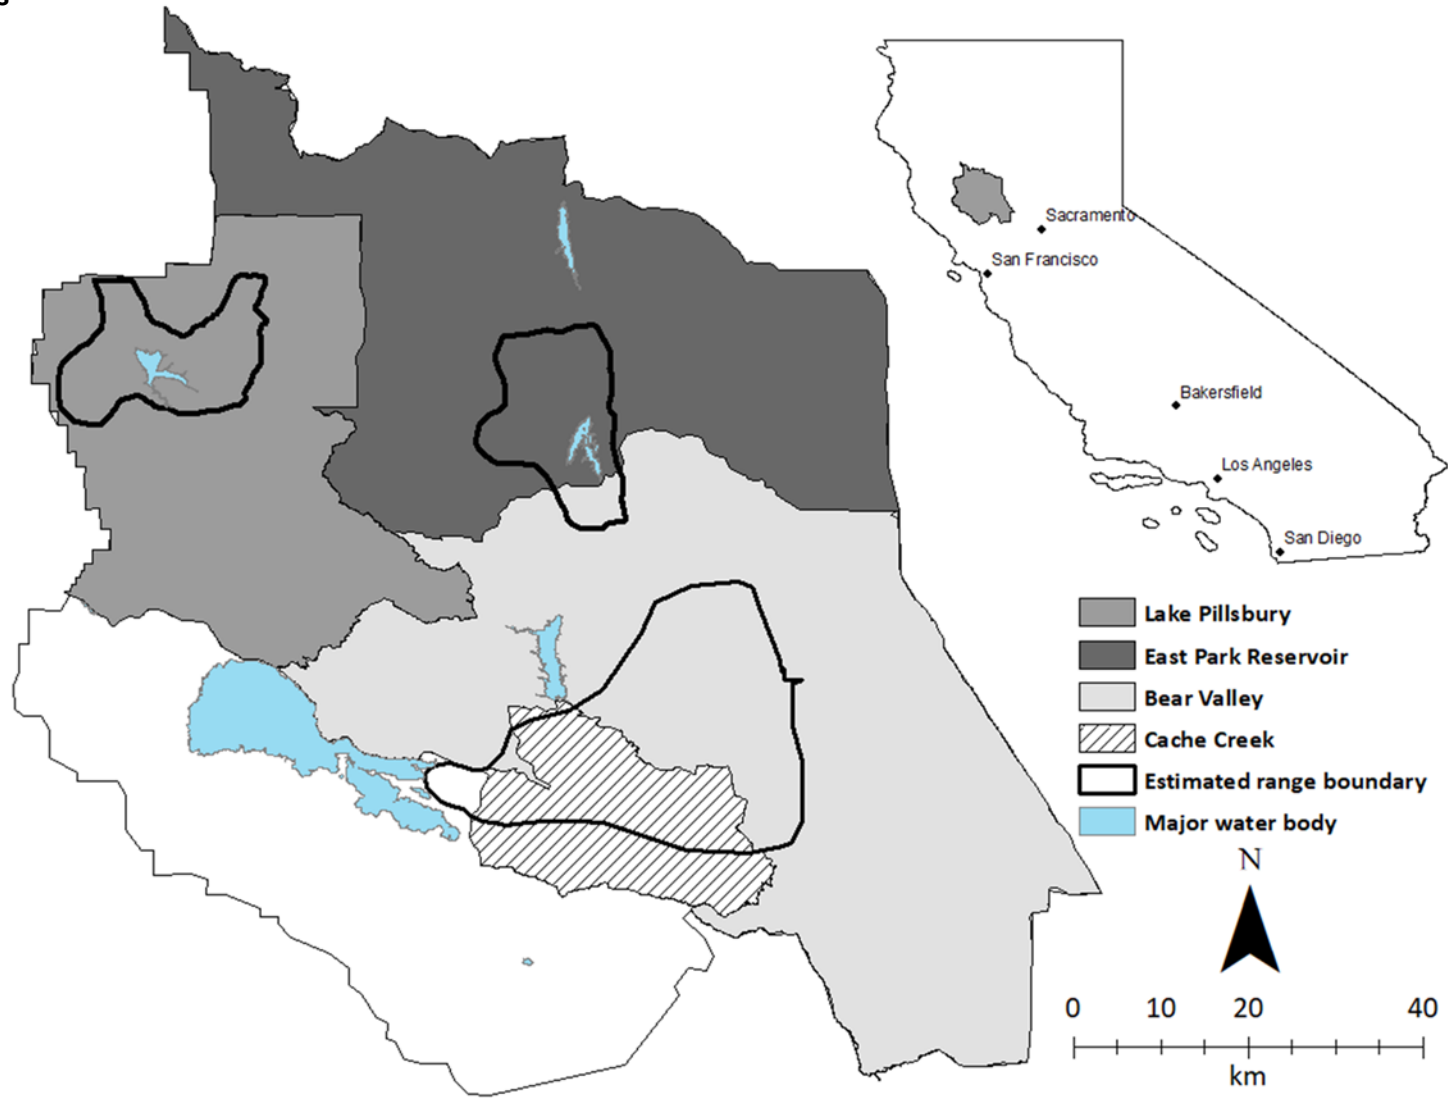 Sacramento
San Francisco
Bakersfield
Los Angeles
San Diego
Lake Pillsbury
East Park Reservoir
Bear Valley
Cache Creek
Estimated range boundary
Major water body
N
0 10 20 40
km